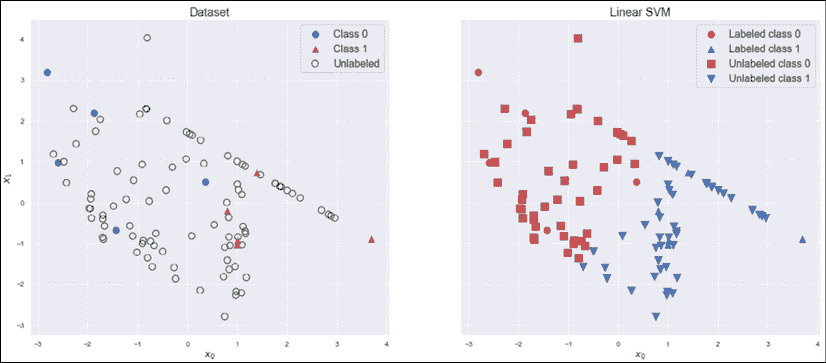 Dataset
Class 0
Class 1
Unlabeled
x1
4
3
2
1
0
−1
−2
−3
−3 −2 −1 0 1 2 3 4
x0
Linear SVM
Labeled class 0
Labeled class 1
Unlabeled class 0
Unlabeled class 1
−3 −2 −1 0 1 2 3 4
x0